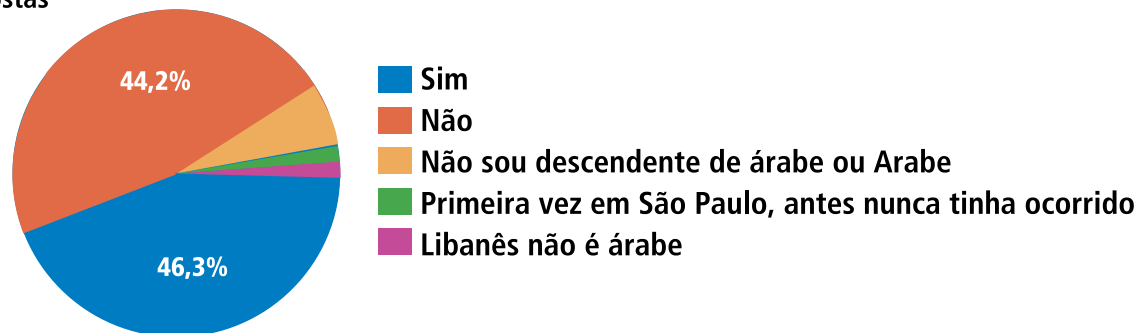 44,2%
46,3%
Sim
Não
Não sou descendente de árabe ou Arabe
Primeira vez em São Paulo, antes nunca tinha ocorrido
Libanês não é árabe